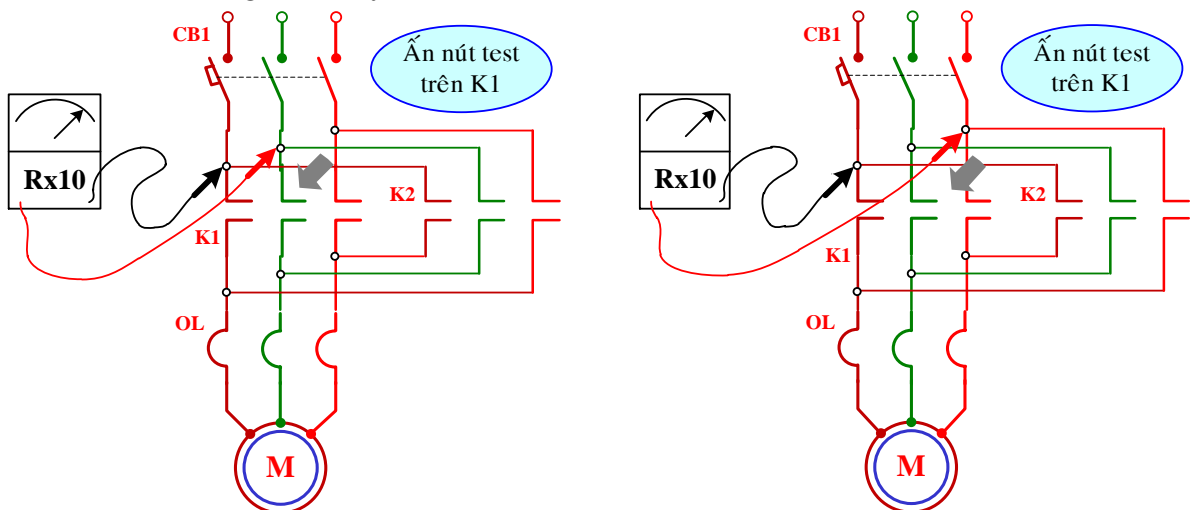 CB1
Ấn nút test
trên K1
Rx10
K2
K1
OL
M
CB1
Ấn nút test
trên K1
Rx10
K2
K1
OL
M